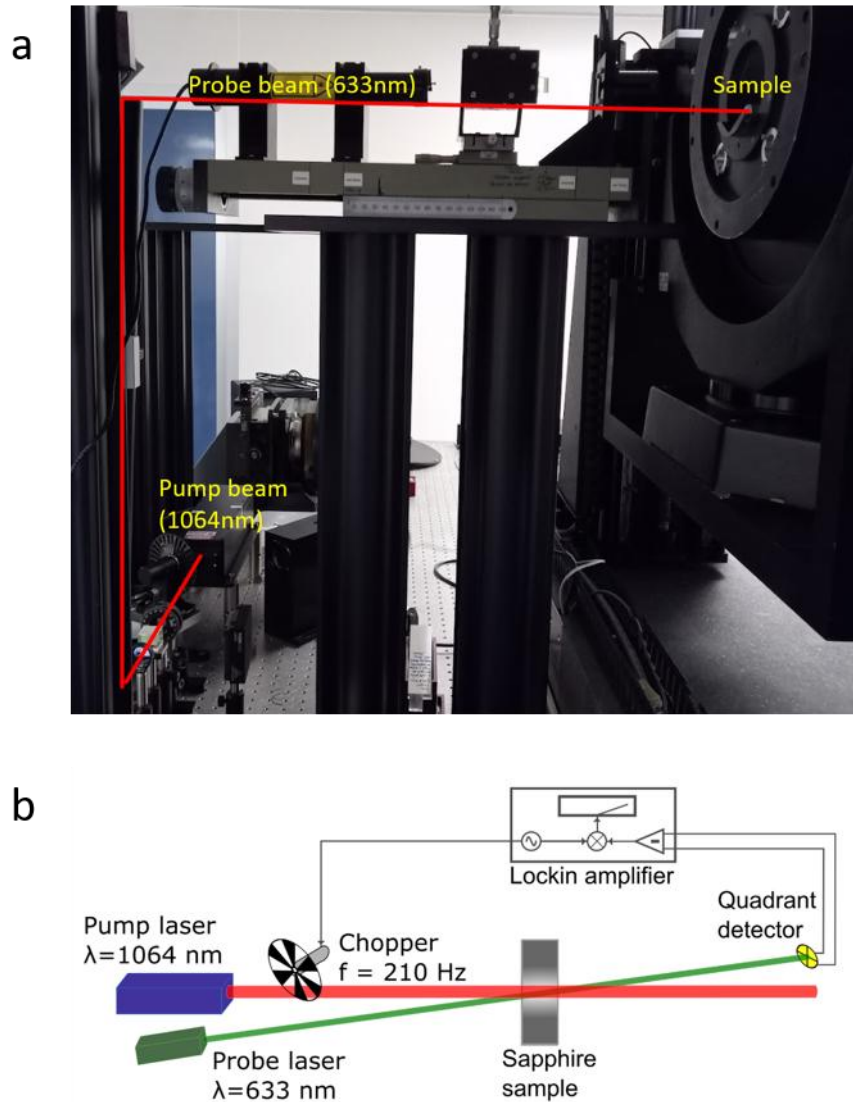 a
Probe beam (633nm)
Sample
Pump beam
(1064nm)
b
Lockin amplifier
Quadrant
detector
Pump laser
λ=1064 nm
Chopper
f = 210 Hz
Probe laser
λ=633 nm
Sapphire
sample